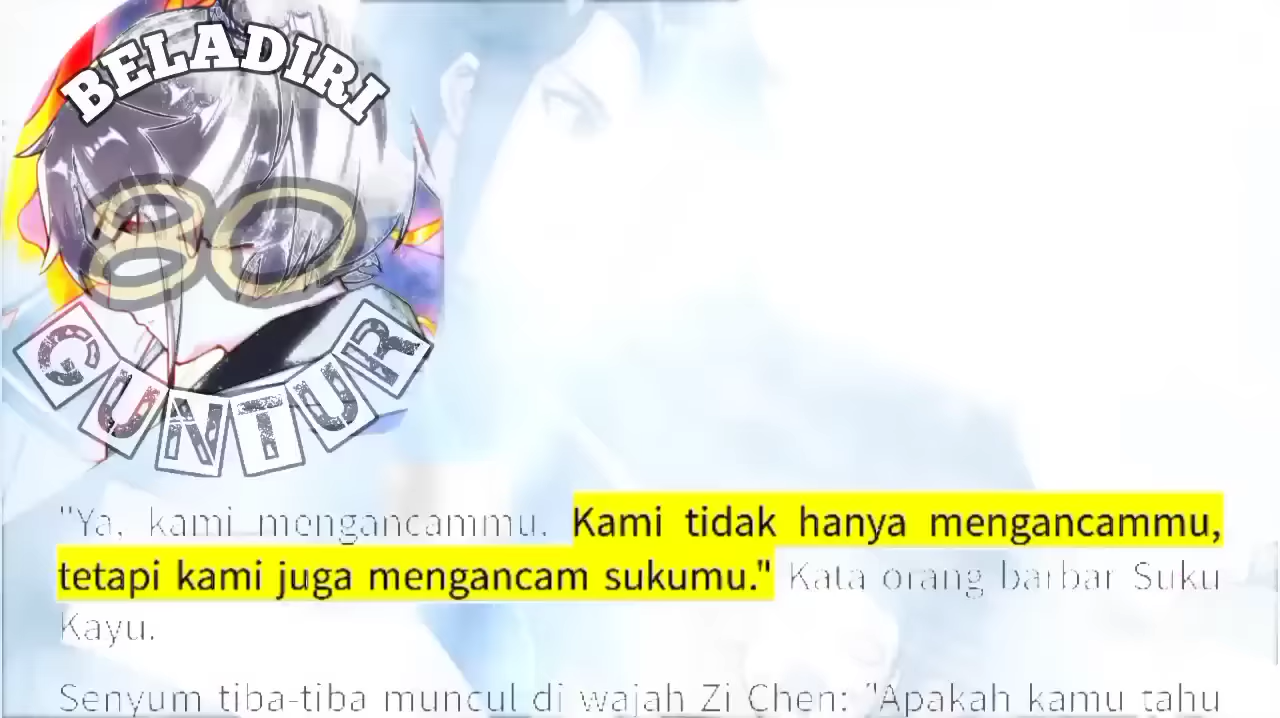 BELADIRI
GUNTUR
"Ya, kami mengancammu. Kami tidak hanya mengancammu,
tetapi kami juga mengancam sukumu." Kata orang barbar Suku
Kayu.
Senyum tiba-tiba muncul di wajah Zi Chen: "Apakah kamu tahu